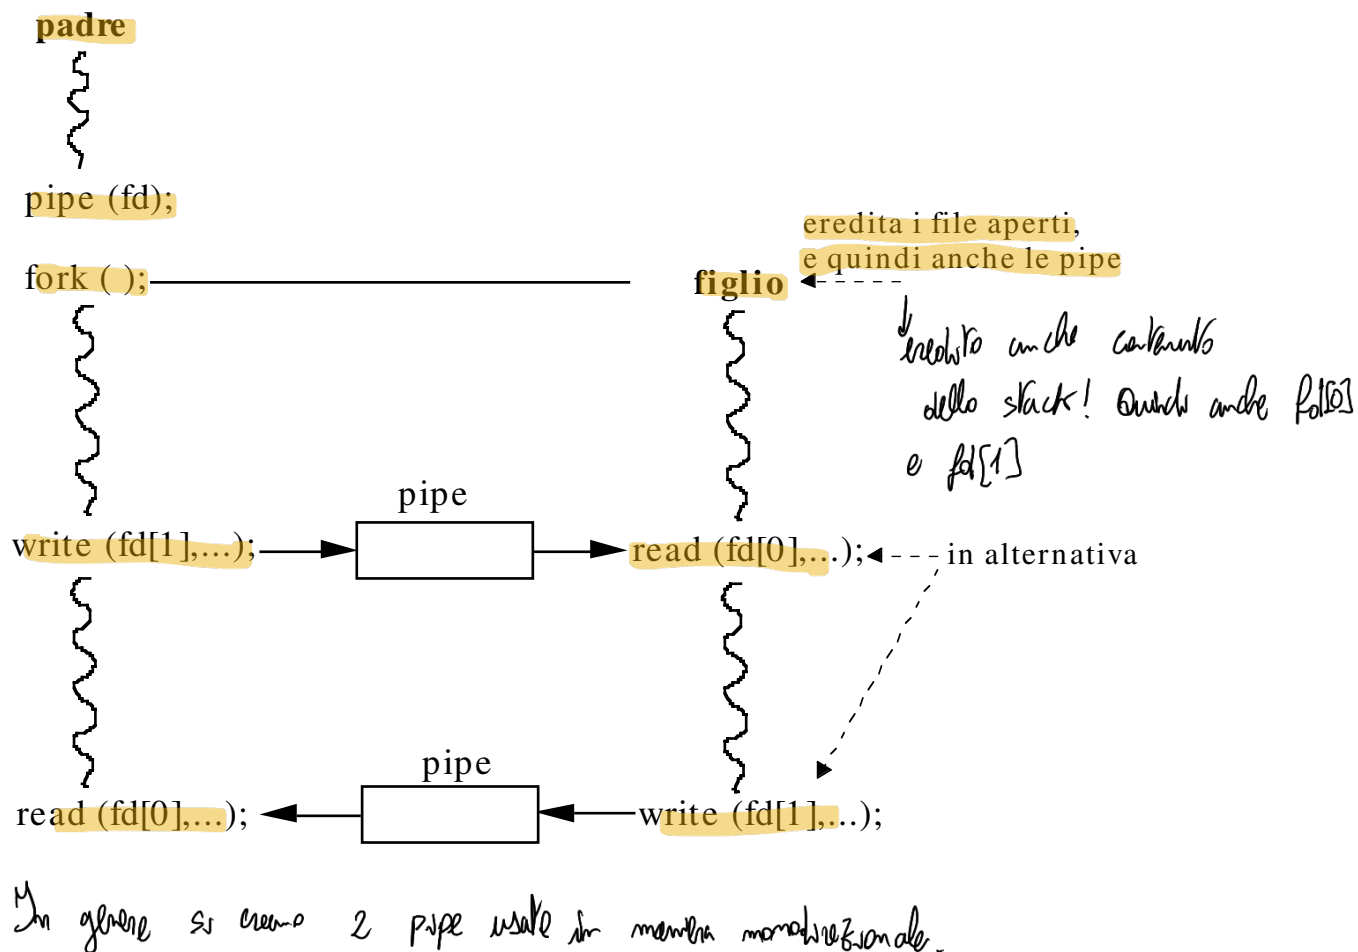 padre
pipe (fd);
eredita i file aperti,
e quindi anche le pipe
fork ( );
figlio
eredito anche contenuto
dello stack! Quindi anche fd[0]
e fd[1]
pipe
write (fd[1],...);
read (fd[0],...);
in alternativa
pipe
read (fd[0],...);
write (fd[1],...);
In genere si creano 2 pipe usate in maniera monodirezionale.